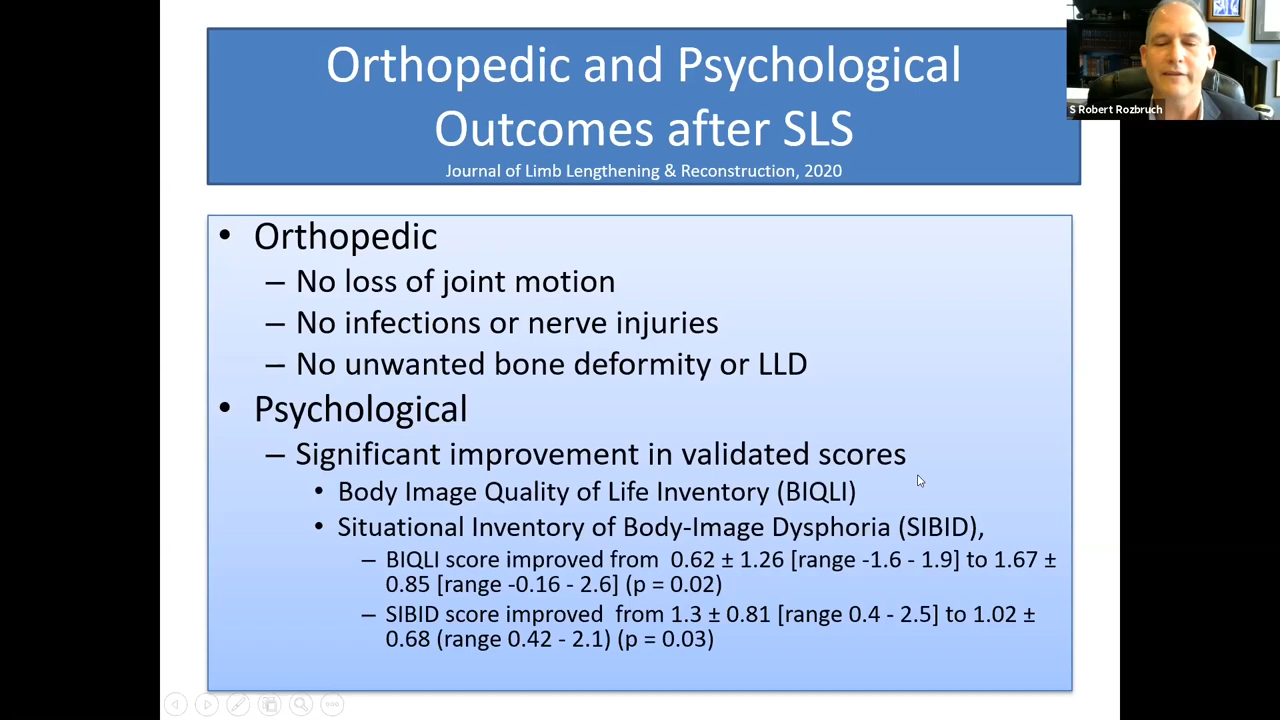 Orthopedic and Psychological
Outcomes after SLS
Journal of Limb Lengthening & Reconstruction, 2020
S Robert Rozbruch
• Orthopedic
– No loss of joint motion
– No infections or nerve injuries
– No unwanted bone deformity or LLD
• Psychological
– Significant improvement in validated scores
• Body Image Quality of Life Inventory (BIQLI)
• Situational Inventory of Body-Image Dysphoria (SIBID),
– BIQLI score improved from 0.62 ± 1.26 [range -1.6 - 1.9] to 1.67 ±
0.85 [range -0.16 - 2.6] (p = 0.02)
– SIBID score improved from 1.3 ± 0.81 [range 0.4 - 2.5] to 1.02 ±
0.68 (range 0.42 - 2.1) (p = 0.03)